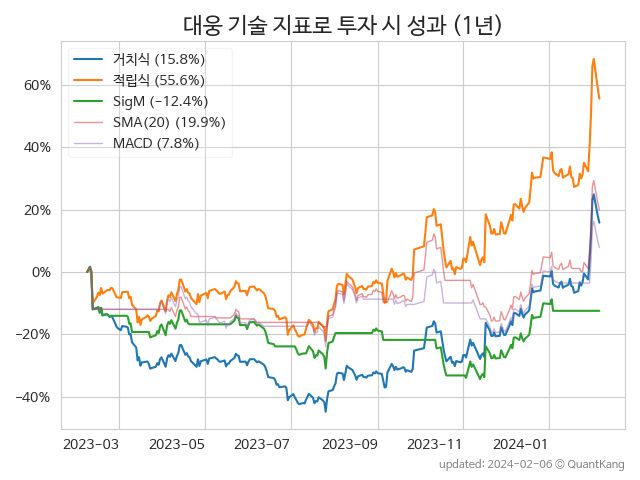 대웅 기술 지표로 투자 시 성과 (1년)
거치식 (15.8%)
적립식 (55.6%)
SigM (−12.4%)
SMA(20) (19.9%)
MACD (7.8%)
60%
40%
20%
0%
−20%
−40%
2023-03 2023-05 2023-07 2023-09 2023-11 2024-01
updated: 2024-02-06 © QuantKang